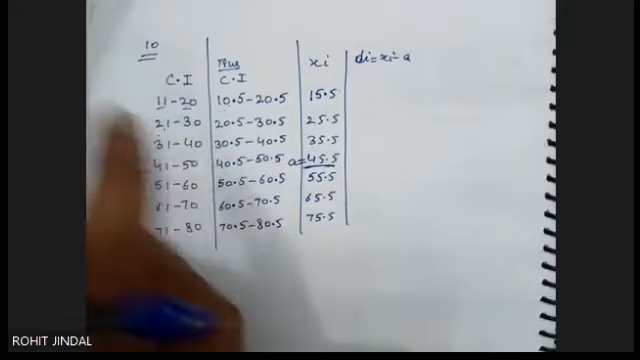 10
True
C.I C.I xi di = xi - a
11-20 10.5-20.5 15.5
21-30 20.5-30.5 25.5
31-40 30.5-40.5 35.5
41-50 40.5-50.5 a=45.5
51-60 50.5-60.5 55.5
61-70 60.5-70.5 65.5
71-80 70.5-80.5 75.5
ROHIT JINDAL